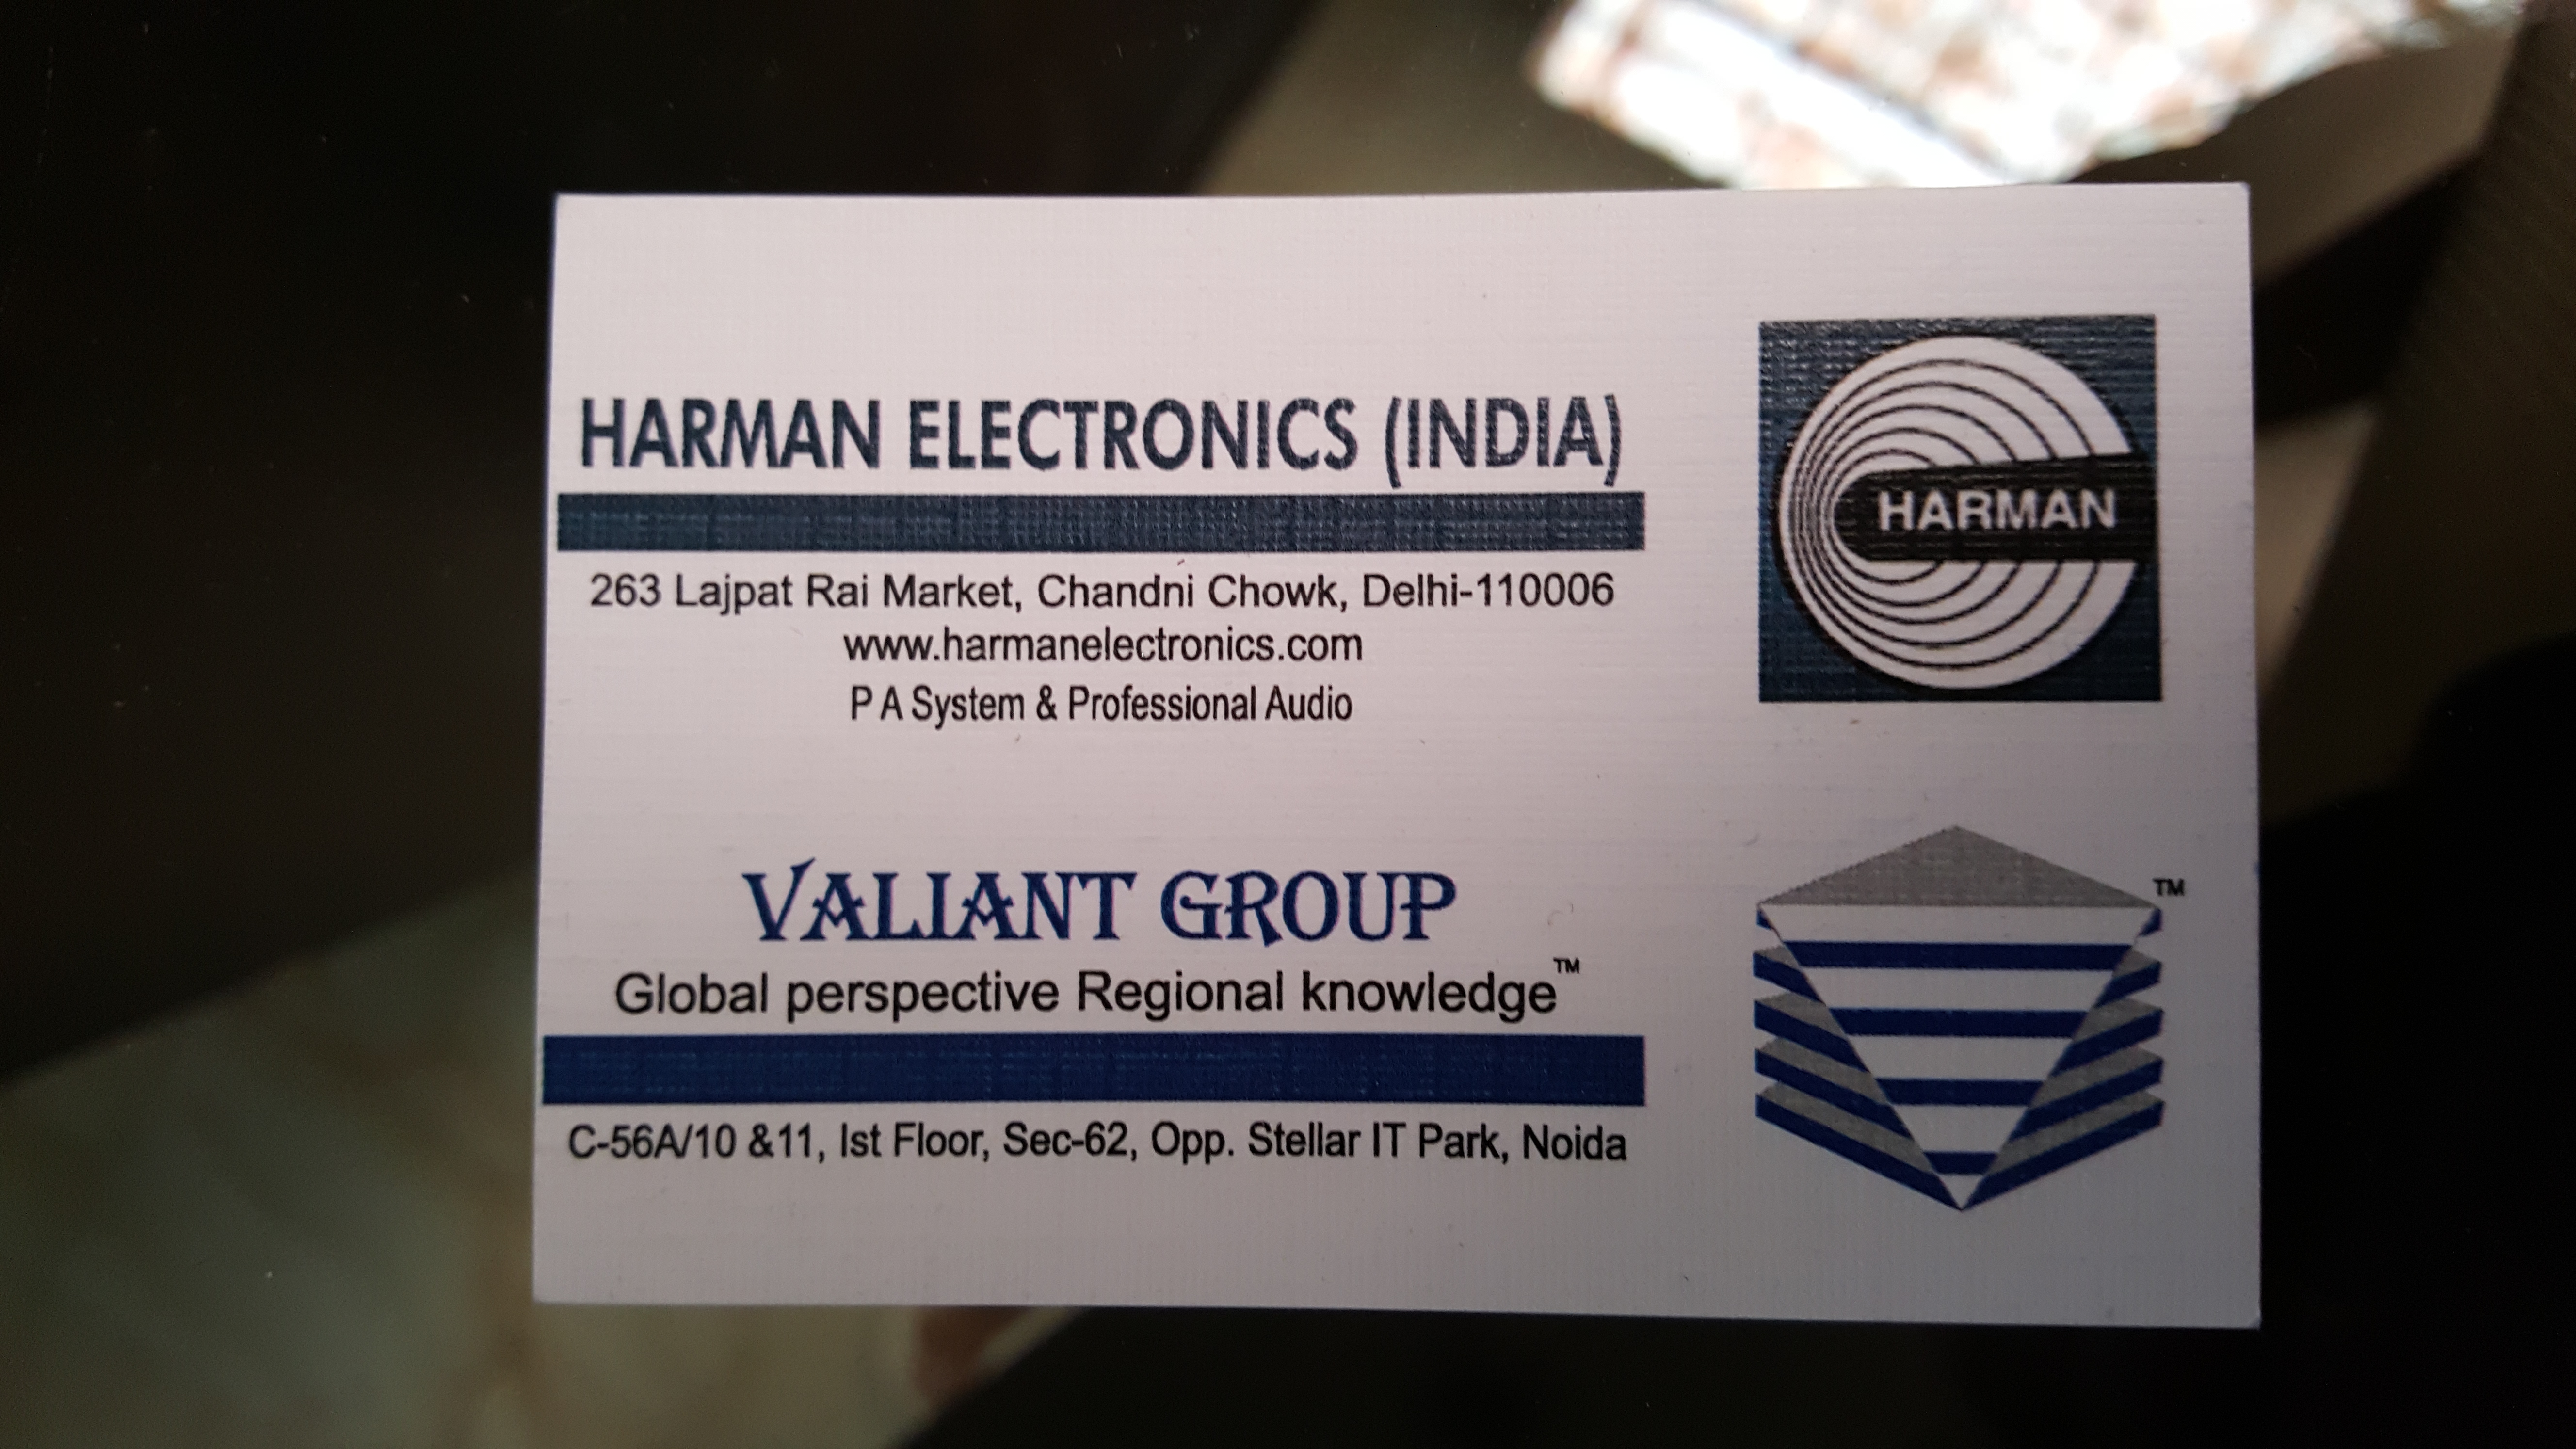 HARMAN ELECTRONICS (INDIA)
HARMAN
263 Lajpat Rai Market, Chandni Chowk, Delhi-110006
www.harmanelectronics.com
P A System & Professional Audio
VALIANT GROUP
TM
Global perspective Regional knowledge™
C-56A/10 &11, Ist Floor, Sec-62, Opp. Stellar IT Park, Noida